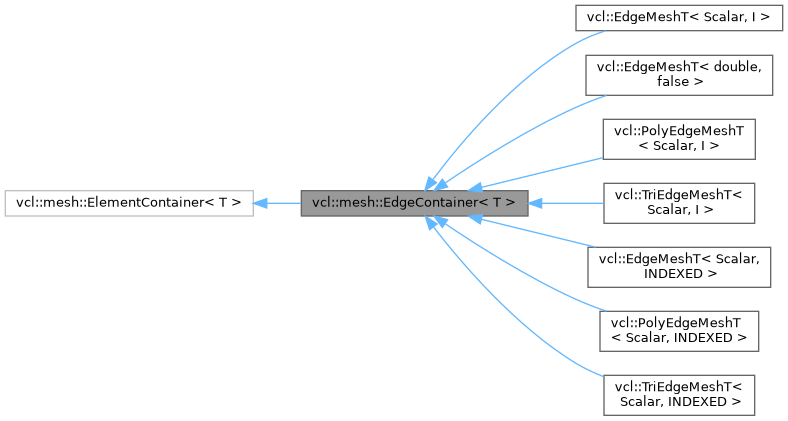 vcl::EdgeMeshT< Scalar, I >
vcl::EdgeMeshT< double,
false >
vcl::PolyEdgeMeshT
< Scalar, I >
vcl::mesh::ElementContainer< T >
vcl::mesh::EdgeContainer< T >
vcl::TriEdgeMeshT<
Scalar, I >
vcl::EdgeMeshT< Scalar,
INDEXED >
vcl::PolyEdgeMeshT
< Scalar, INDEXED >
vcl::TriEdgeMeshT<
Scalar, INDEXED >